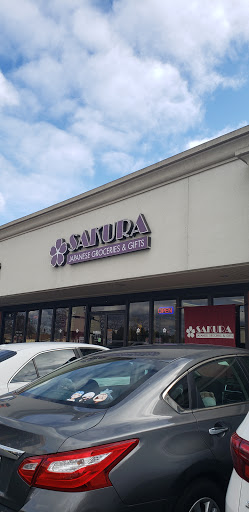 SAKURA
JAPANESE GROCERIES & GIFTS
OPEN
SAKURA